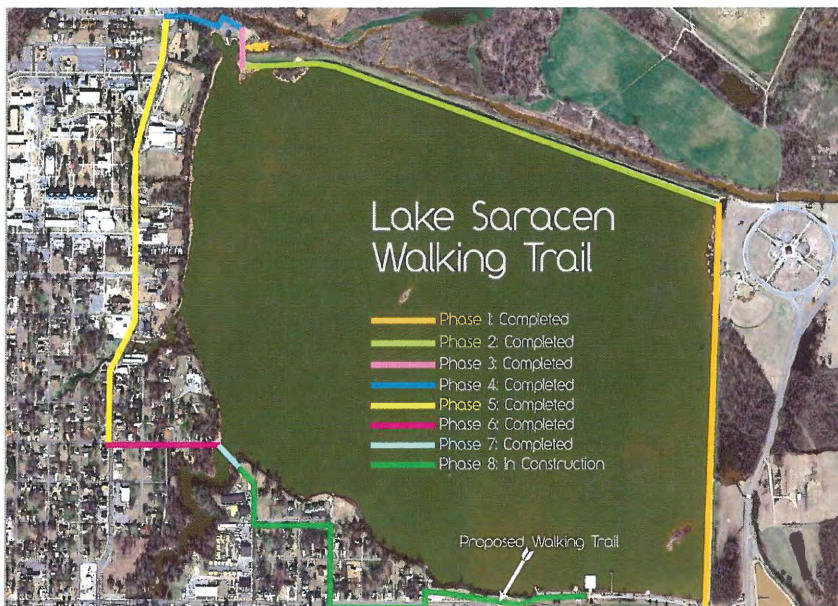 Lake Saracen
Walking Trail
Phase 1: Completed
Phase 2: Completed
Phase 3: Completed
Phase 4: Completed
Phase 5: Completed
Phase 6: Completed
Phase 7: Completed
Phase 8: In Construction
Proposed Walking Trail